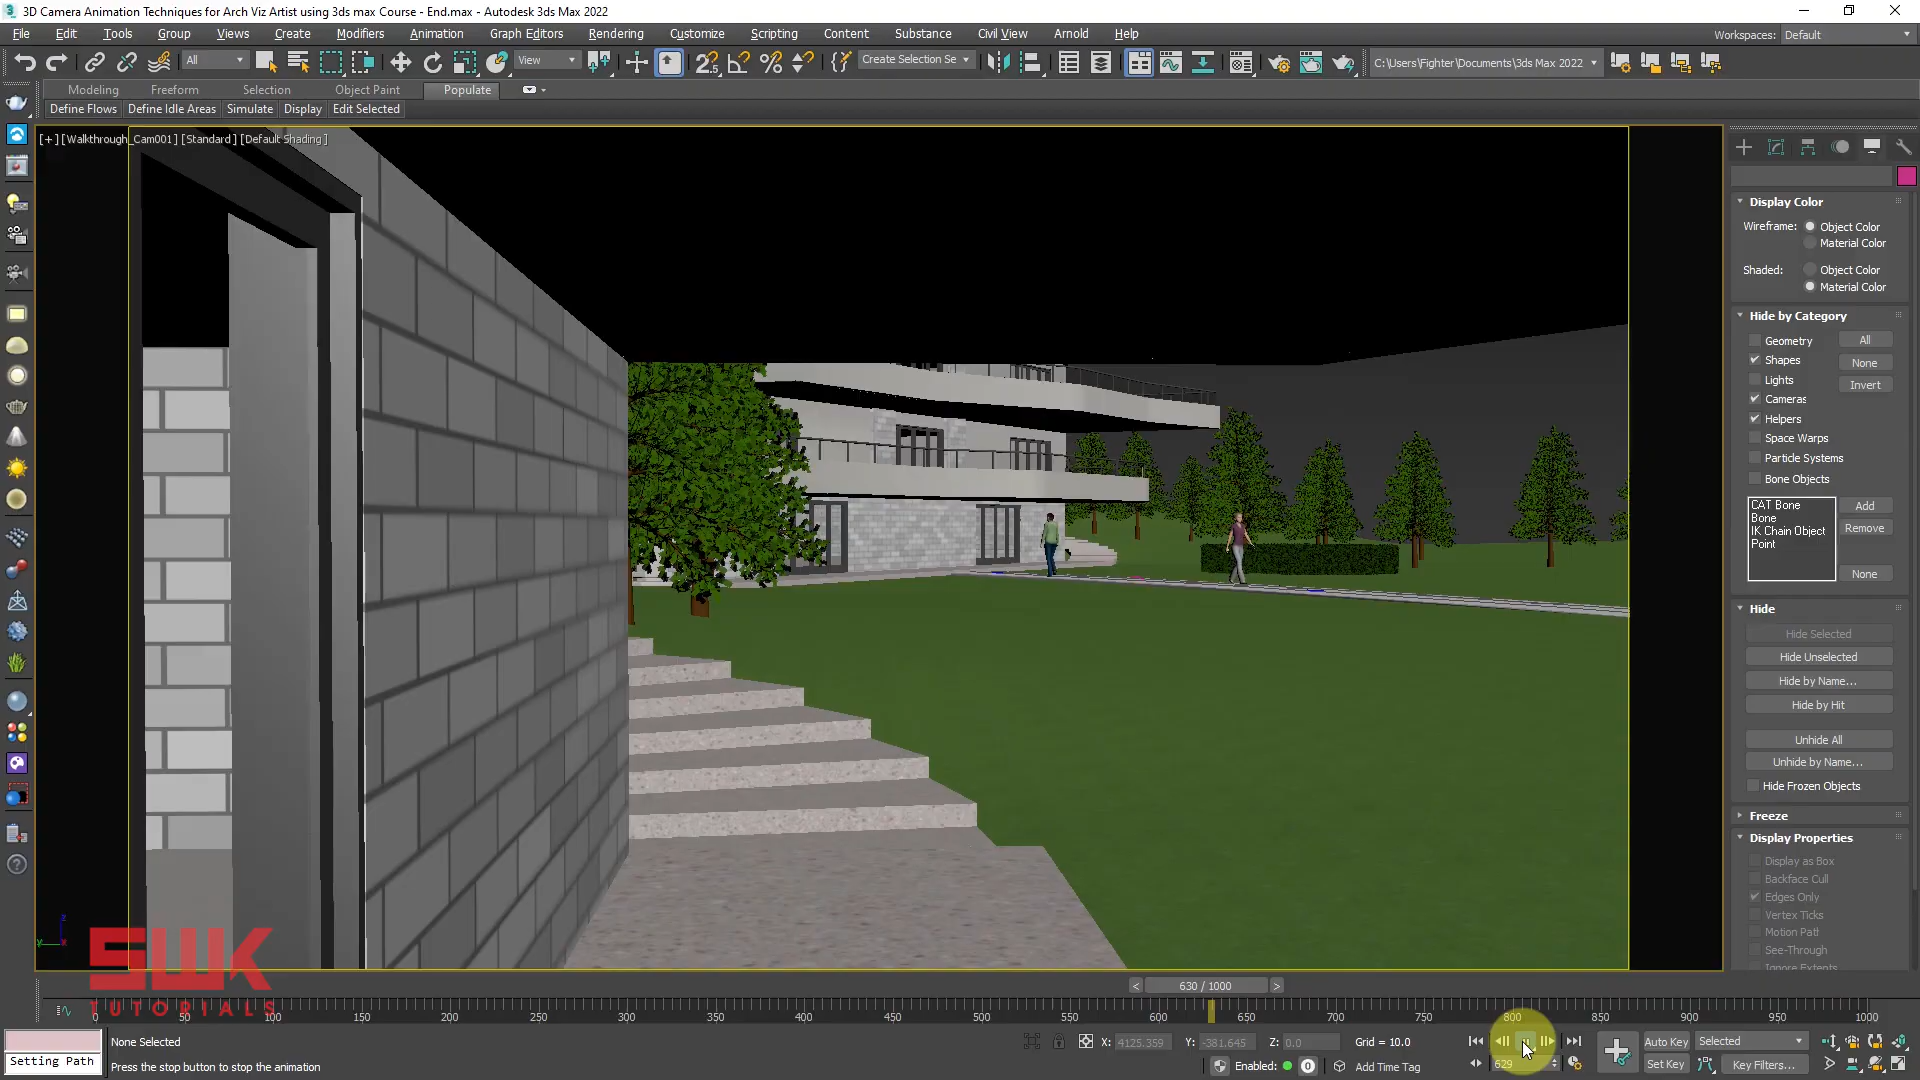 3D Camera Animation Techniques for Arch Viz Artist using 3ds max Course - End.max - Autodesk 3ds Max 2022
File Edit Tools Group Views Create Modifiers Animation Graph Editors Rendering Customize Scripting Content Substance Civil View Arnold Help Workspaces: Default
All View Create Selection Se C:\Users\Fighter\Documents\3ds Max 2022
Modeling Freeform Selection Object Paint Populate
Define Flows Define Idle Areas Simulate Display Edit Selected
[+] [Walkthrough_Cam001] [Standard] [Default Shading]
Display Color
Wireframe: Object Color
Material Color
Shaded: Object Color
Material Color
Hide by Category
Geometry All
Shapes
None
Lights
Invert
Cameras
Helpers
Space Warps
Particle Systems
Bone Objects
CAT Bone Add
Bone
IK Chain Object Remove
Point
None
Hide
Hide Selected
Hide Unselected
Hide by Name...
Hide by Hit
Unhide All
Unhide by Name...
Hide Frozen Objects
Freeze
Display Properties
Display as Box
Backface Cull
Edges Only
Vertex Ticks
Motion Path
See-Through
Ignore Extents
SWK
TUTORIALS
< 630 / 1000 >
0 50 100 150 200 250 300 350 400 450 500 550 600 650 700 750 800 850 900 950 1000
None Selected X: 4125.359 Y: -381.645 Z: 0.0 Grid = 10.0 Auto Key Selected
Setting Path Press the stop button to stop the animation Enabled: 0 Add Time Tag 629 Set Key Key Filters...